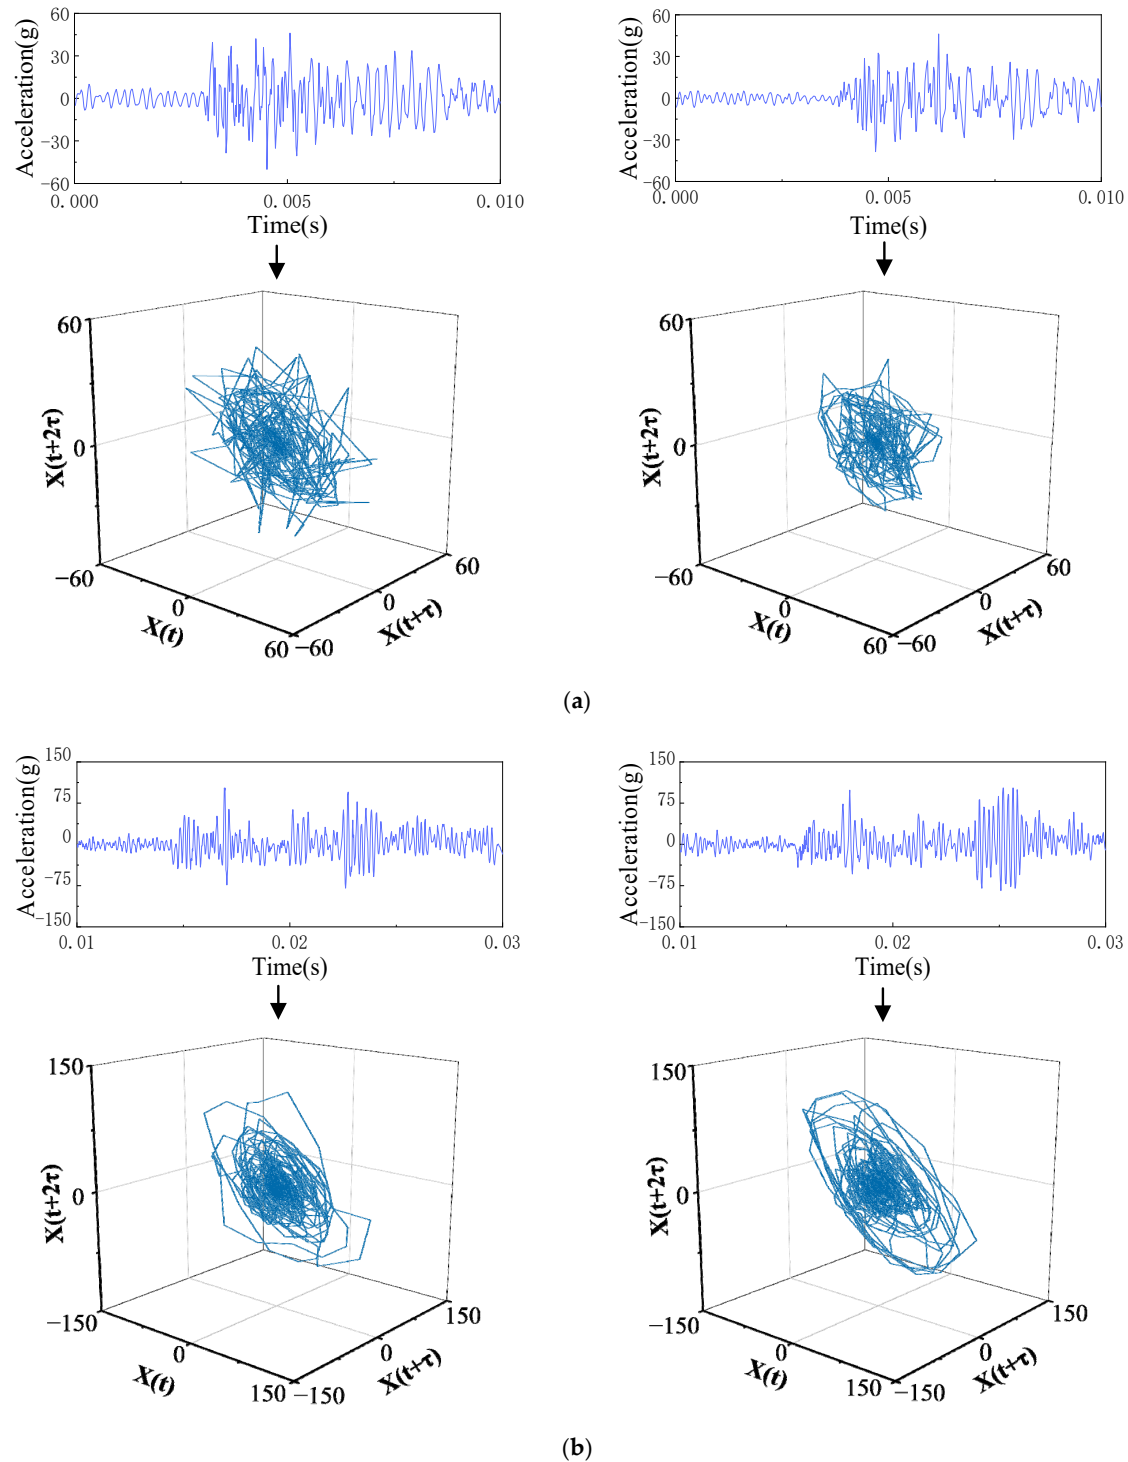 60
30
0
−30
−60
Acceleration(g)
0.000
0.005
0.010
Time(s)
60
30
0
−30
−60
Acceleration(g)
0.000
0.005
0.010
Time(s)
60
0
−60
X(t+2τ)
0
60
X(t)
−60
0
60
X(t+τ)
60
0
−60
X(t+2τ)
0
60
X(t)
−60
0
60
X(t+τ)
(a)
150
75
0
−75
−150
Acceleration(g)
0.01
0.02
0.03
Time(s)
150
75
0
−75
−150
Acceleration(g)
0.01
0.02
0.03
Time(s)
150
0
−150
X(t+2τ)
0
150
X(t)
−150
0
150
X(t+τ)
150
0
−150
X(t+2τ)
0
150
X(t)
−150
0
150
X(t+τ)
(b)